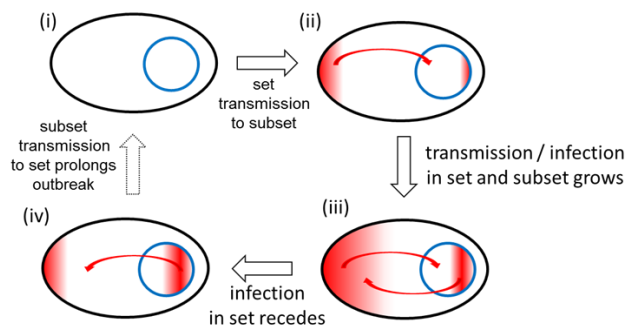 (i)
(ii)
set
transmission
to subset
subset
transmission
to set prolongs
outbreak
transmission / infection
in set and subset grows
(iv)
(iii)
infection
in set recedes